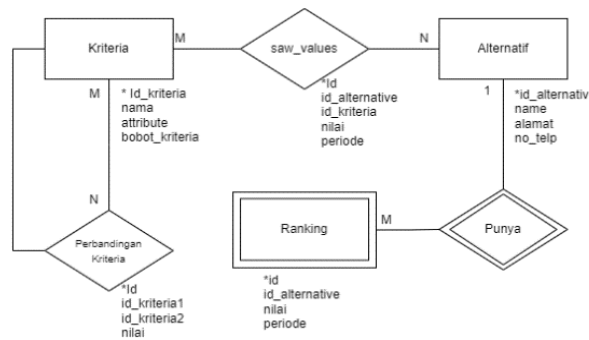 Kriteria
M
saw_values
N
Alternatif
*Id
id_alternative
id_kriteria
nilai
periode
M
* Id_kriteria
nama
attribute
bobot_kriteria
1
*id_alternativ
name
alamat
no_telp
N
Perbandingan
Kriteria
*Id
id_kriteria1
id_kriteria2
nilai
Ranking
M
Punya
*id
id_alternative
nilai
periode